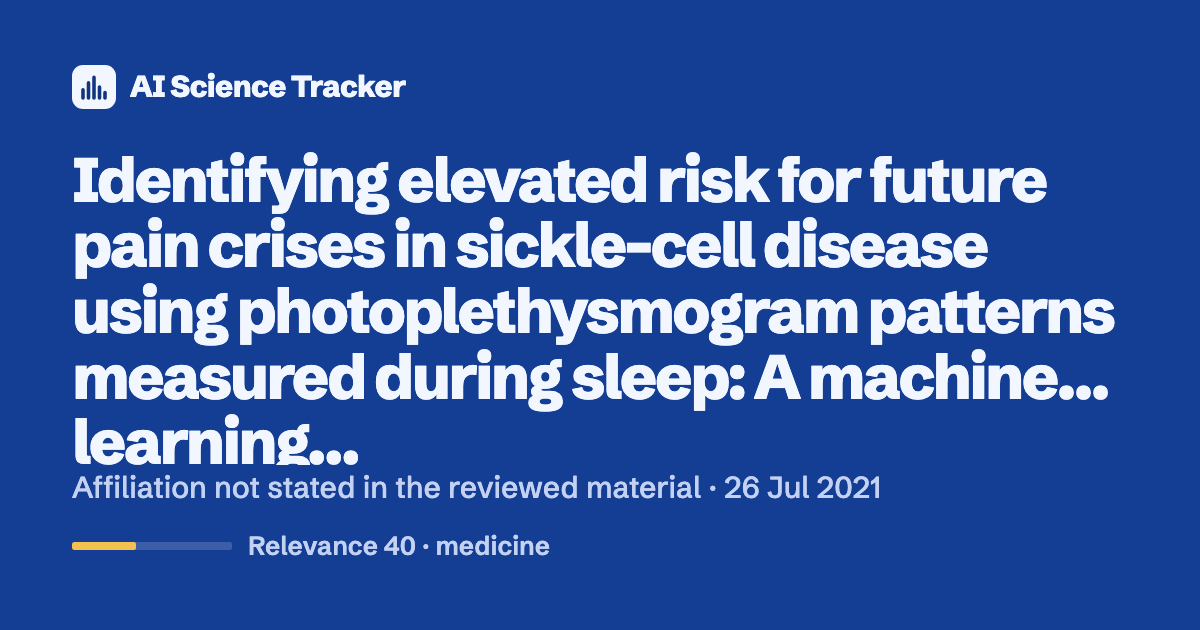 AI Science Tracker
Identifying elevated risk for future
pain crises in sickle-cell disease
using photoplethysmogram patterns
measured during sleep: A machine...
learning...
Affiliation not stated in the reviewed material · 26 Jul 2021
Relevance 40 · medicine